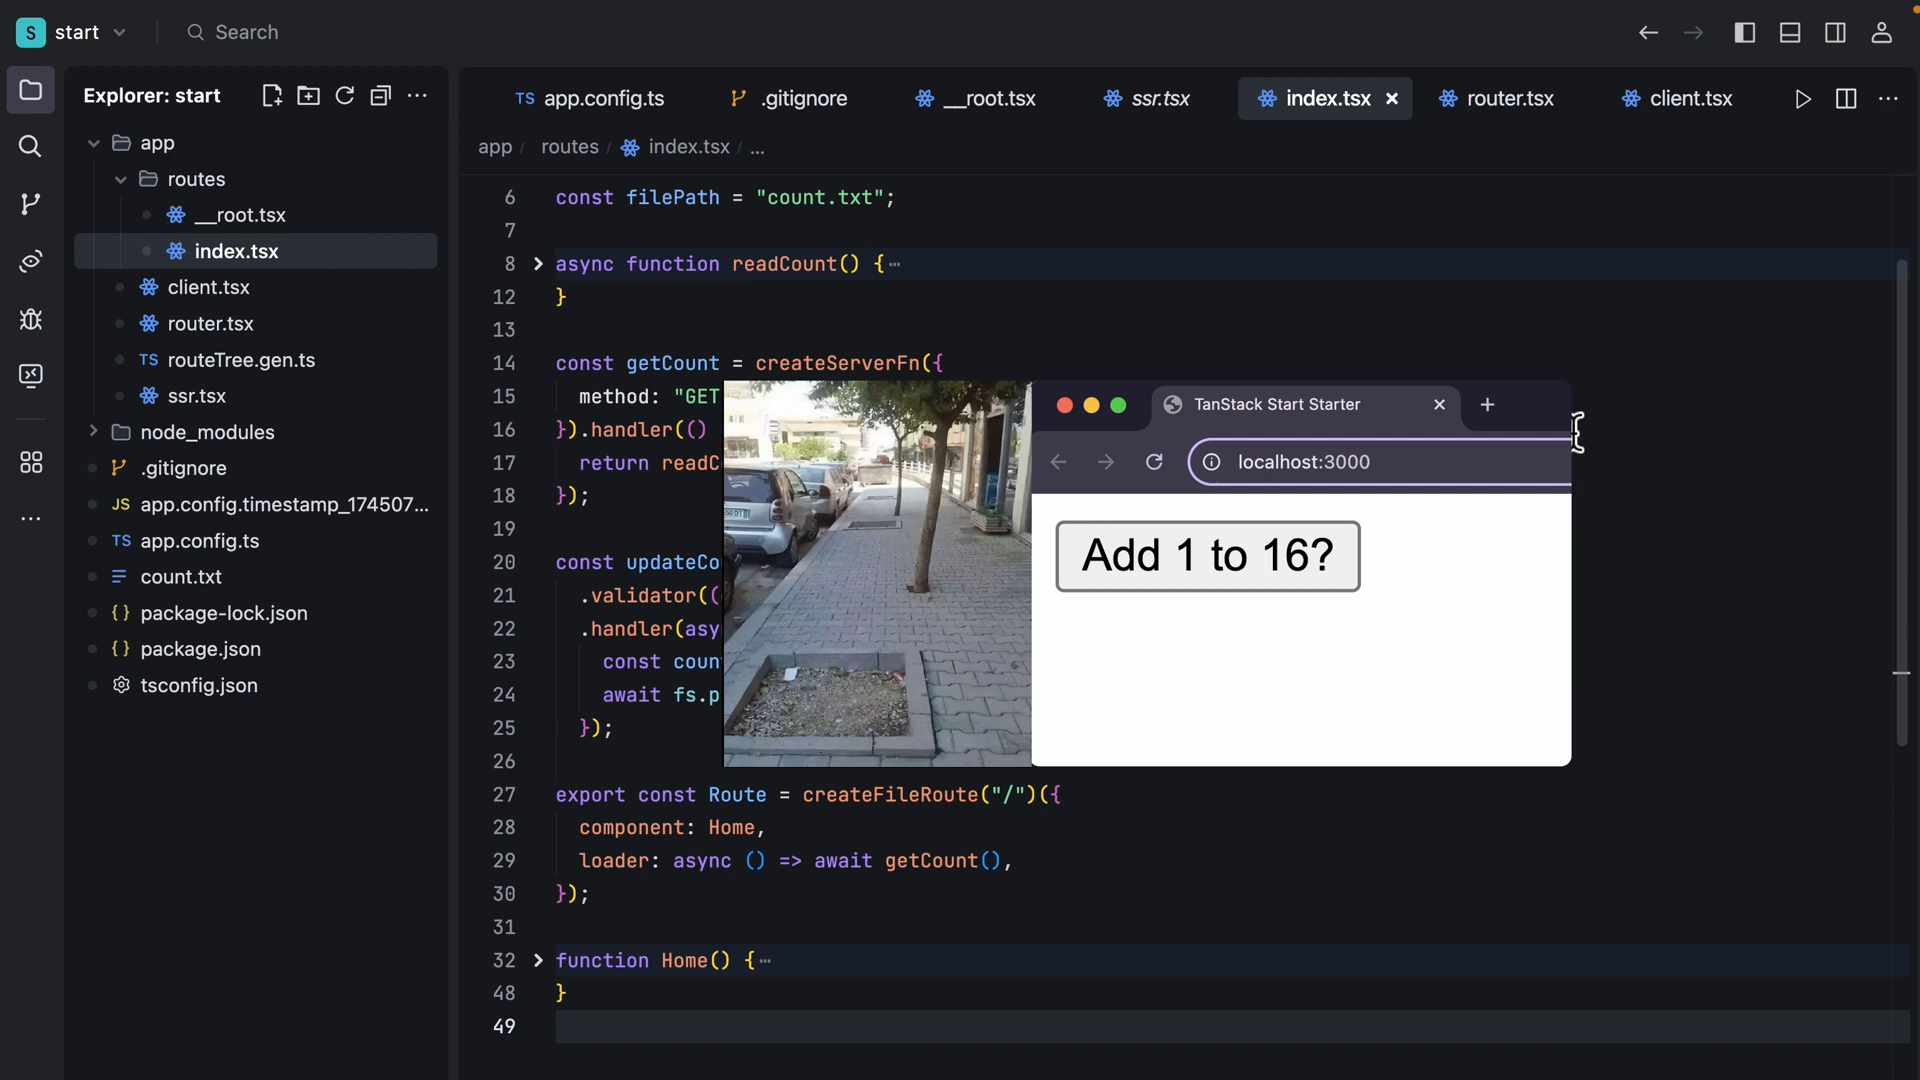 S start
Search
Explorer: start
app
routes
__root.tsx
index.tsx
client.tsx
router.tsx
TS routeTree.gen.ts
ssr.tsx
node_modules
.gitignore
JS app.config.timestamp_174507...
TS app.config.ts
count.txt
{} package-lock.json
{} package.json
tsconfig.json
TS app.config.ts .gitignore __root.tsx ssr.tsx index.tsx router.tsx client.tsx
app / routes / index.tsx / ...
6 const filePath = "count.txt";
7
8 async function readCount() {⋯
12 }
13
14 const getCount = createServerFn({
15 method: "GET
16 }).handler(()
17 return readC
18 });
19
20 const updateCo
21 .validator((
22 .handler(asy
23 const coun
24 await fs.p
25 });
26
27 export const Route = createFileRoute("/")({
28 component: Home,
29 loader: async () => await getCount(),
30 });
31
32 function Home() {⋯
48 }
49
TanStack Start Starter
localhost:3000
Add 1 to 16?